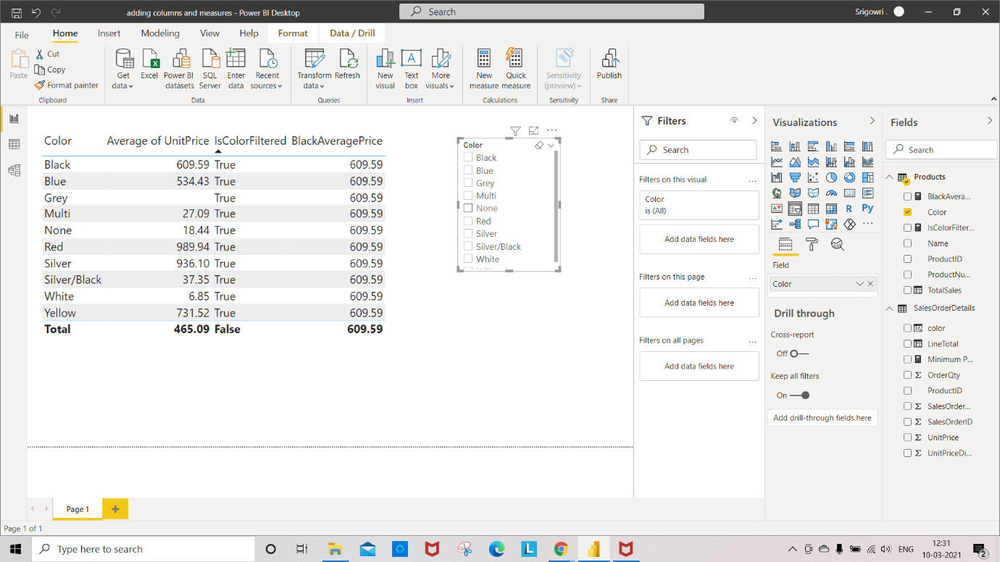 adding columns and measures - Power BI Desktop
Search
Srigowri .
File Home Insert Modeling View Help Format Data / Drill
Paste
Cut
Copy
Format painter
Clipboard
Get data
Excel
Power BI datasets
SQL Server
Enter data
Recent sources
Data
Transform data
Refresh
Queries
New visual
Text box
More visuals
Insert
New measure
Quick measure
Calculations
Sensitivity (preview)
Sensitivity
Publish
Share
Color Average of UnitPrice IsColorFiltered BlackAveragePrice
Black 609.59 True 609.59
Blue 534.43 True 609.59
Grey True 609.59
Multi 27.09 True 609.59
None 18.44 True 609.59
Red 989.94 True 609.59
Silver 936.10 True 609.59
Silver/Black 37.35 True 609.59
White 6.85 True 609.59
Yellow 731.52 True 609.59
Total 465.09 False 609.59
Color
Black
Blue
Grey
Multi
None
Red
Silver
Silver/Black
White
Filters
Search
Filters on this visual ...
Color
is (All)
Add data fields here
Filters on this page ...
Add data fields here
Filters on all pages ...
Add data fields here
Visualizations
R Py
Field
Color
Drill through
Cross-report
Off
Keep all filters
On
Add drill-through fields here
Fields
Search
Products
BlackAvera...
Color
IsColorFilter...
Name
ProductID
ProductNu...
TotalSales
SalesOrderDetails
color
LineTotal
Minimum P...
OrderQty
ProductID
SalesOrder...
SalesOrderID
UnitPrice
UnitPriceDi...
Page 1
Page 1 of 1
Type here to search
L
ENG
12:31
10-03-2021
2